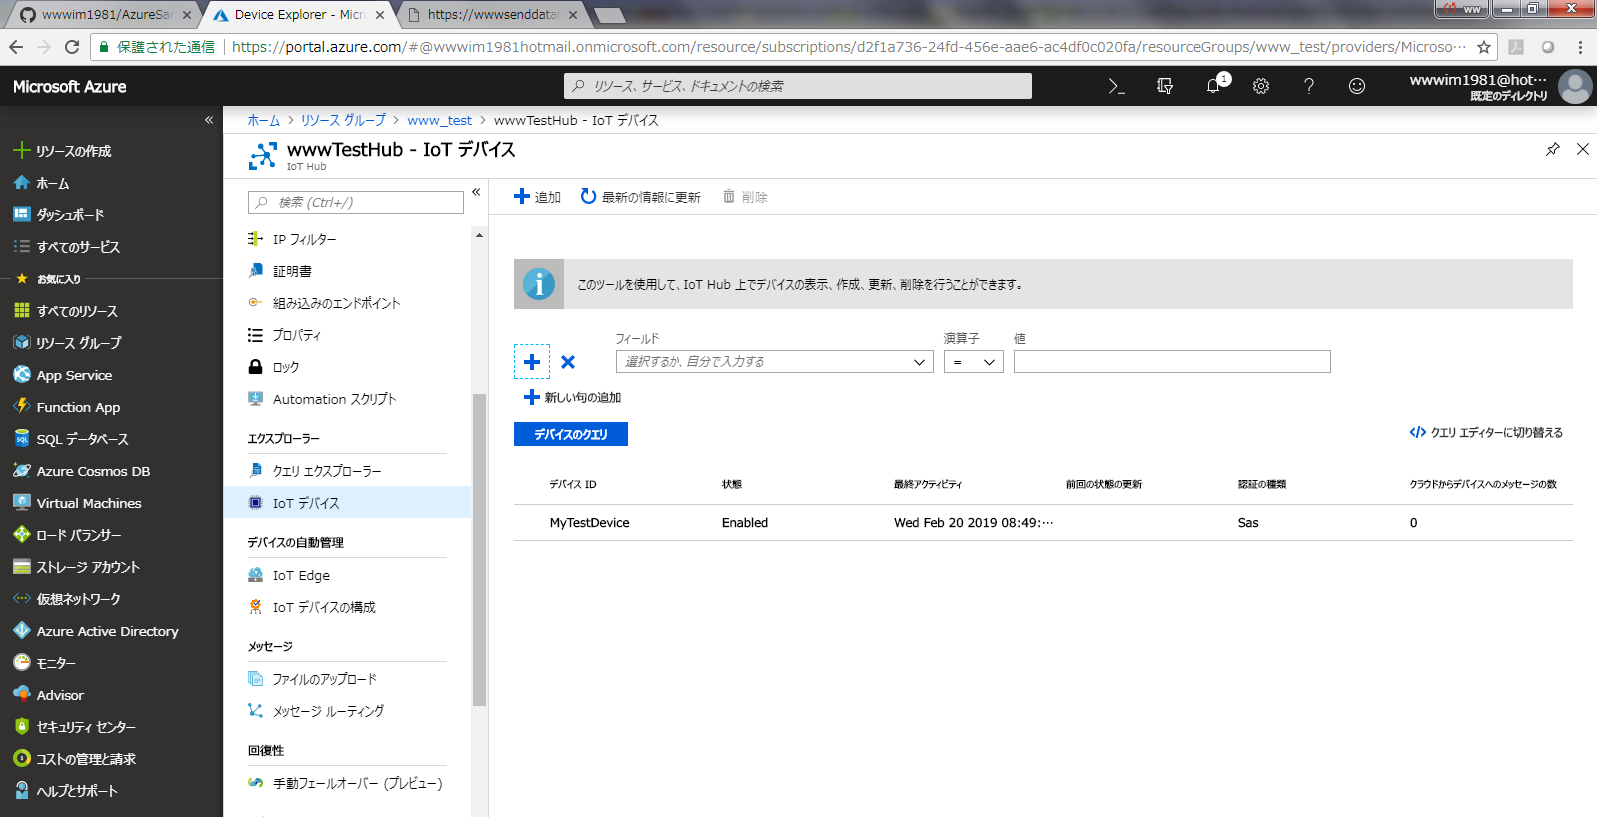 wwwim1981/AzureSa
Device Explorer - Micr
https://wwwsenddata
ww
保護された通信
https://portal.azure.com/#@wwwim1981hotmail.onmicrosoft.com/resource/subscriptions/d2f1a736-24fd-456e-aae6-ac4df0c020fa/resourceGroups/www_test/providers/Microso…
Microsoft Azure
リソース、サービス、ドキュメントの検索
1
wwwim1981@hot…
既定のディレクトリ
ホーム > リソース グループ > www_test > wwwTestHub - IoT デバイス
wwwTestHub - IoT デバイス
IoT Hub
リソースの作成
ホーム
ダッシュボード
すべてのサービス
お気に入り
すべてのリソース
リソース グループ
App Service
Function App
SQL データベース
Azure Cosmos DB
Virtual Machines
ロード バランサー
ストレージ アカウント
仮想ネットワーク
Azure Active Directory
モニター
Advisor
セキュリティ センター
コストの管理と請求
ヘルプとサポート
検索 (Ctrl+/)
IP フィルター
証明書
組み込みのエンドポイント
プロパティ
ロック
Automation スクリプト
エクスプローラー
クエリ エクスプローラー
IoT デバイス
デバイスの自動管理
IoT Edge
IoT デバイスの構成
メッセージ
ファイルのアップロード
メッセージ ルーティング
回復性
手動フェールオーバー (プレビュー)
追加
最新の情報に更新
削除
このツールを使用して、IoT Hub 上でデバイスの表示、作成、更新、削除を行うことができます。
フィールド
演算子
値
選択するか、自分で入力する
=
新しい句の追加
デバイスのクエリ
クエリ エディターに切り替える
デバイス ID
状態
最終アクティビティ
前回の状態の更新
認証の種類
クラウドからデバイスへのメッセージの数
MyTestDevice
Enabled
Wed Feb 20 2019 08:49:…
Sas
0